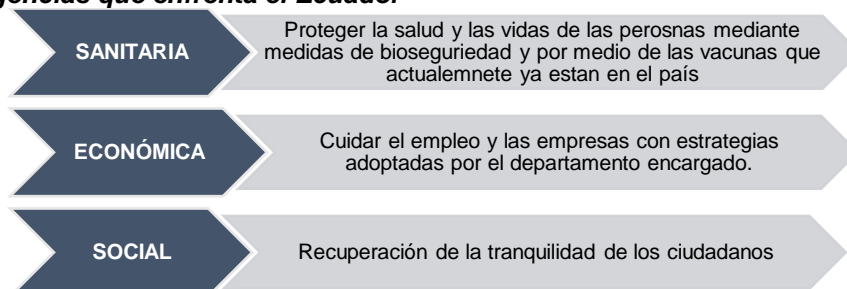 que enfrenta el Ecuador
SANITARIA
Proteger la salud y las vidas de las perosnas mediante
medidas de bioseguriedad y por medio de las vacunas que
actualemnete ya estan en el país
ECONÓMICA
Cuidar el empleo y las empresas con estrategias
adoptadas por el departamento encargado.
SOCIAL
Recuperación de la tranquilidad de los ciudadanos